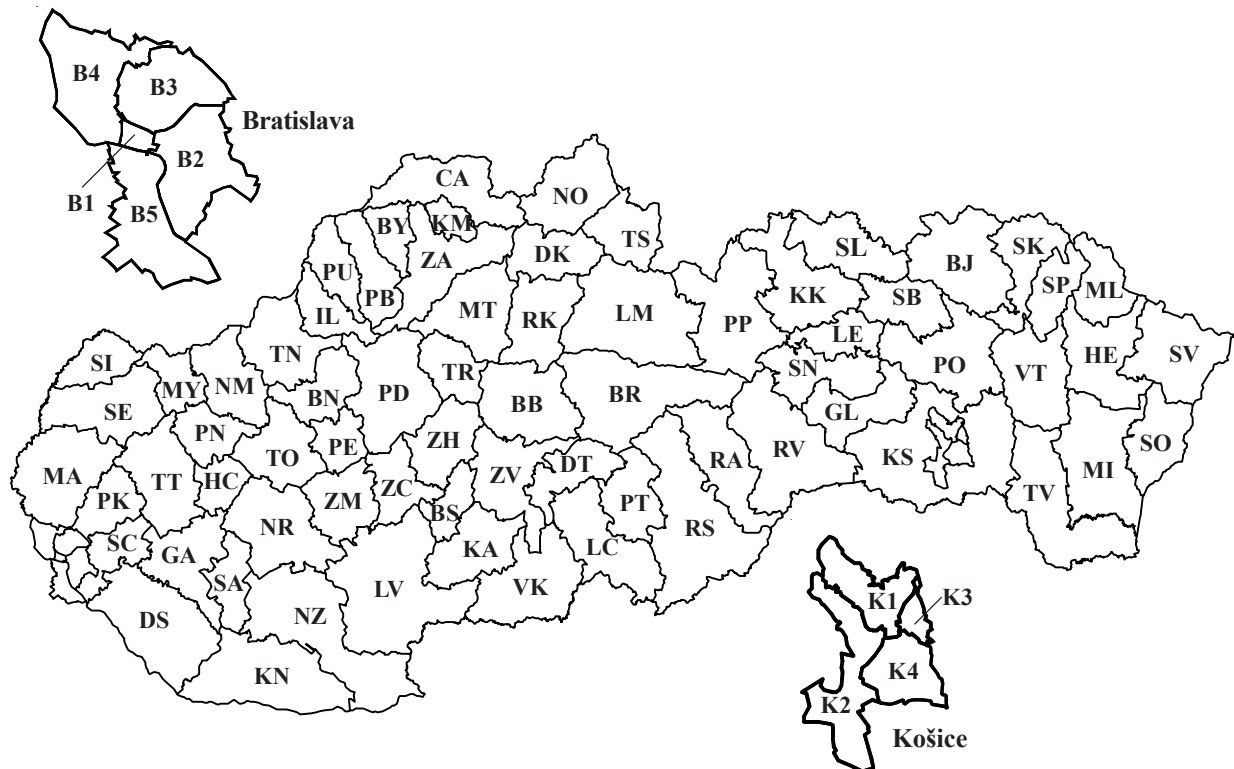 B4
B3
Bratislava
B2
B1
B5
CA
NO
BY
KM
TS
SL
SK
PU
ZA
DK
BJ
SP
ML
PB
KK
SB
IL
MT
RK
LM
PP
LE
HE
SV
SI
TN
MY
NM
TR
SN
PO
VT
BN
PD
BB
BR
SE
GL
PN
PE
ZH
SO
MA
TT
HC
TO
ZV
DT
RA
RV
KS
MI
PK
ZM
ZC
BS
PT
TV
SC
GA
NR
KA
LC
RS
SA
LV
VK
DS
NZ
K1
K3
KN
K4
K2
Košice